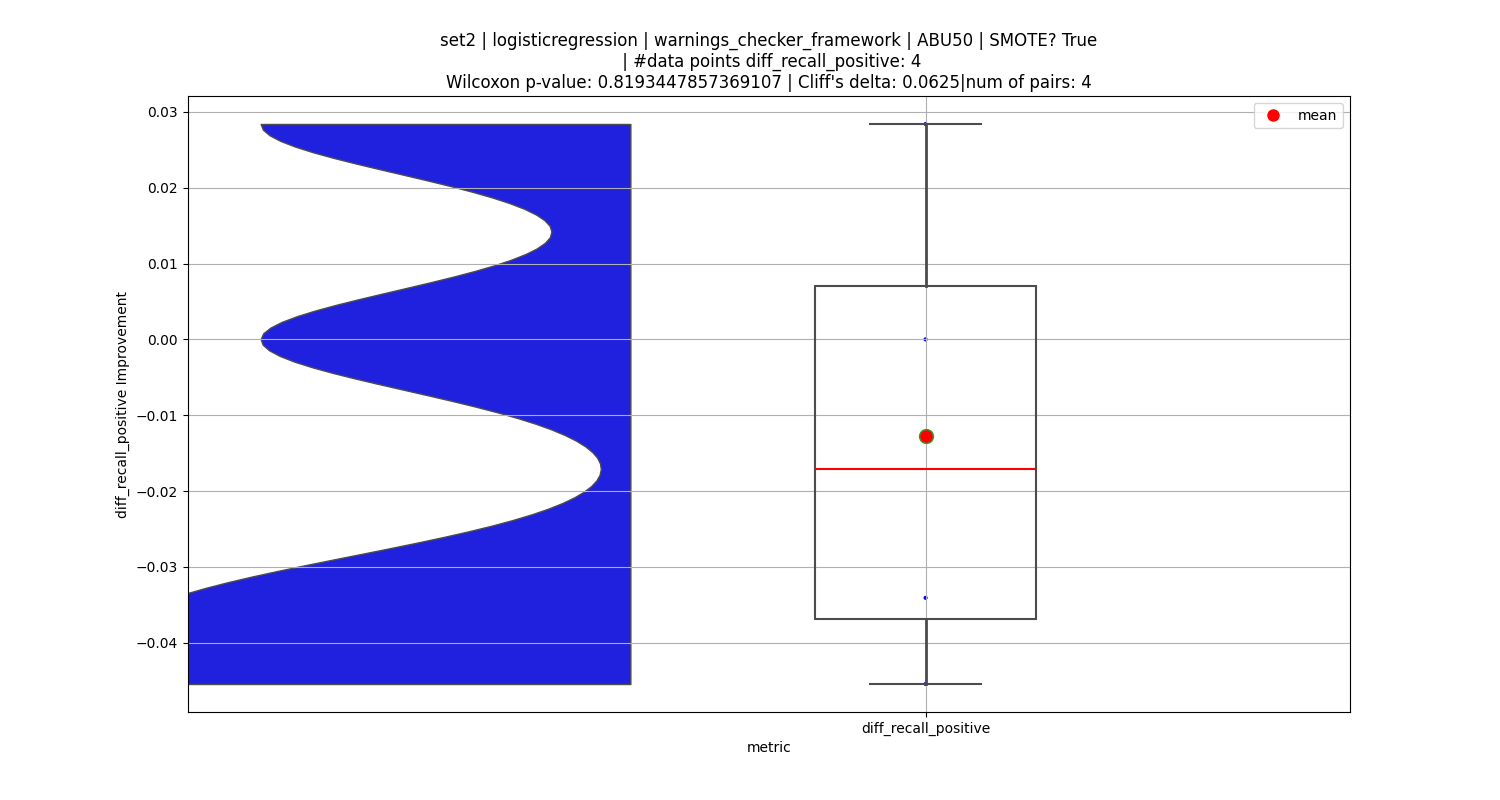 set2 | logisticregression | warnings_checker_framework | ABU50 | SMOTE? True
| #data points diff_recall_positive: 4
Wilcoxon p-value: 0.8193447857369107 | Cliff's delta: 0.0625|num of pairs: 4
mean
0.03
0.02
0.01
0.00
−0.01
−0.02
−0.03
−0.04
diff_recall_positive Improvement
diff_recall_positive
metric